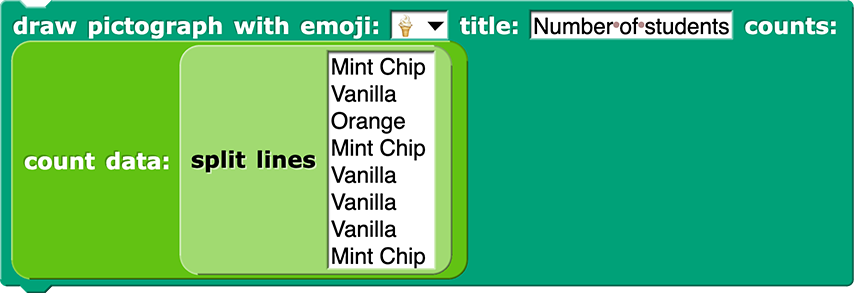 draw pictograph with emoji: title: Number of students counts:
count data: split lines
Mint Chip
Vanilla
Orange
Mint Chip
Vanilla
Vanilla
Vanilla
Mint Chip